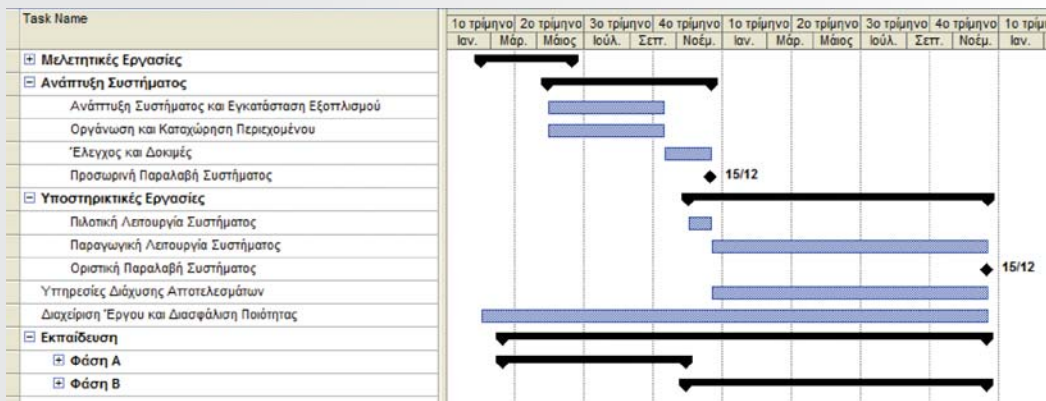 Task Name
1ο τρίμηνο 2ο τρίμηνο 3ο τρίμηνο 4ο τρίμηνο 1ο τρίμηνο 2ο τρίμηνο 3ο τρίμηνο 4ο τρίμηνο 1ο τρίμ
Ιαν. Μάρ. Μάιος Ιούλ. Σεπτ. Νοέμ. Ιαν. Μάρ. Μάιος Ιούλ. Σεπτ. Νοέμ. Ιαν.
Μελετητικές Εργασίες
Ανάπτυξη Συστήματος
Ανάπτυξη Συστήματος και Εγκατάσταση Εξοπλισμού
Οργάνωση και Καταχώρηση Περιεχομένου
Έλεγχος και Δοκιμές
Προσωρινή Παραλαβή Συστήματος 15/12
Υποστηρικτικές Εργασίες
Πιλοτική Λειτουργία Συστήματος
Παραγωγική Λειτουργία Συστήματος
Οριστική Παραλαβή Συστήματος 15/12
Υπηρεσίες Διάχυσης Αποτελεσμάτων
Διαχείριση Έργου και Διασφάλιση Ποιότητας
Εκπαίδευση
Φάση Α
Φάση Β